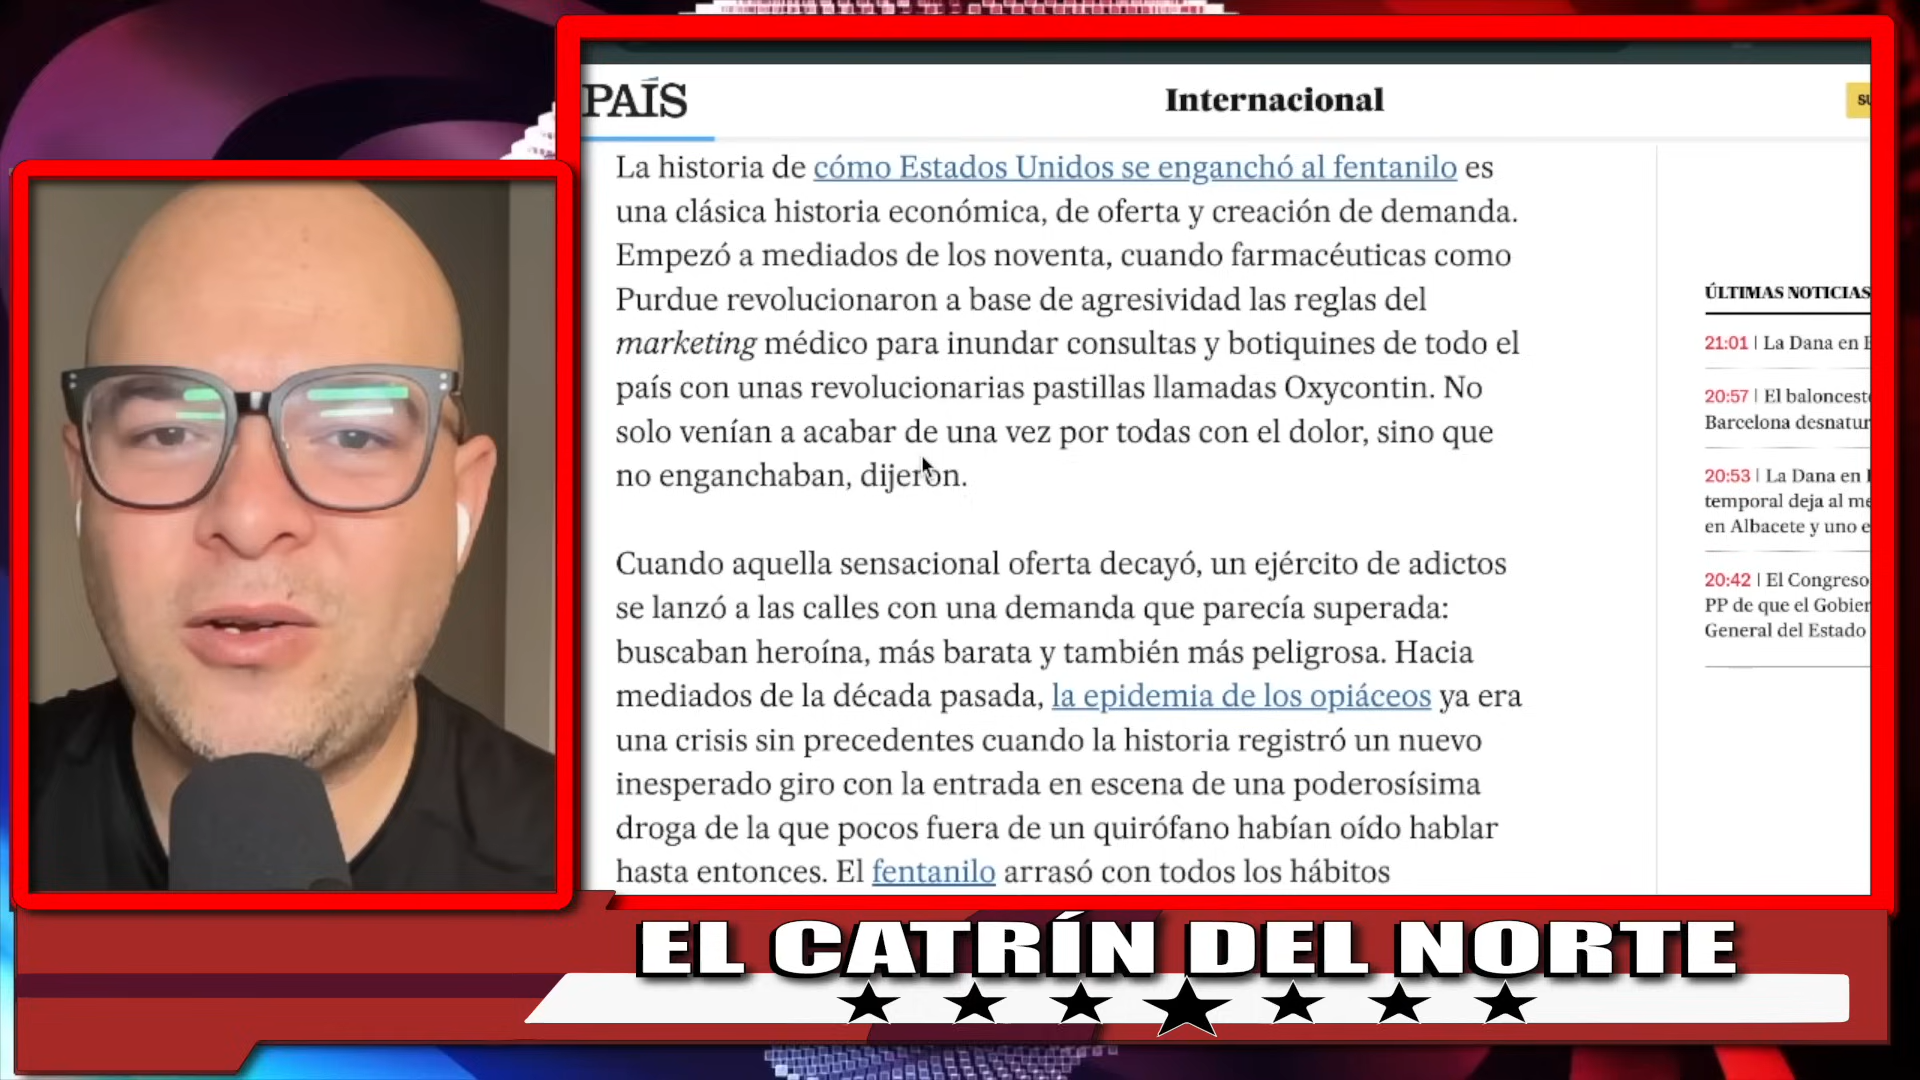 PAÍS
Internacional
La historia de cómo Estados Unidos se enganchó al fentanilo es
una clásica historia económica, de oferta y creación de demanda.
Empezó a mediados de los noventa, cuando farmacéuticas como
Purdue revolucionaron a base de agresividad las reglas del
marketing médico para inundar consultas y botiquines de todo el
país con unas revolucionarias pastillas llamadas Oxycontin. No
solo venían a acabar de una vez por todas con el dolor, sino que
no enganchaban, dijeron.
Cuando aquella sensacional oferta decayó, un ejército de adictos
se lanzó a las calles con una demanda que parecía superada:
buscaban heroína, más barata y también más peligrosa. Hacia
mediados de la década pasada, la epidemia de los opiáceos ya era
una crisis sin precedentes cuando la historia registró un nuevo
inesperado giro con la entrada en escena de una poderosísima
droga de la que pocos fuera de un quirófano habían oído hablar
hasta entonces. El fentanilo arrasó con todos los hábitos
ÚLTIMAS NOTICIAS
21:01 | La Dana en
20:57 | El
Barcelona
20:53 | La Dana en
temporal deja al
en Albacete y uno
20:42 | El Congreso
PP de que el
General del Estado
EL CATRÍN DEL NORTE